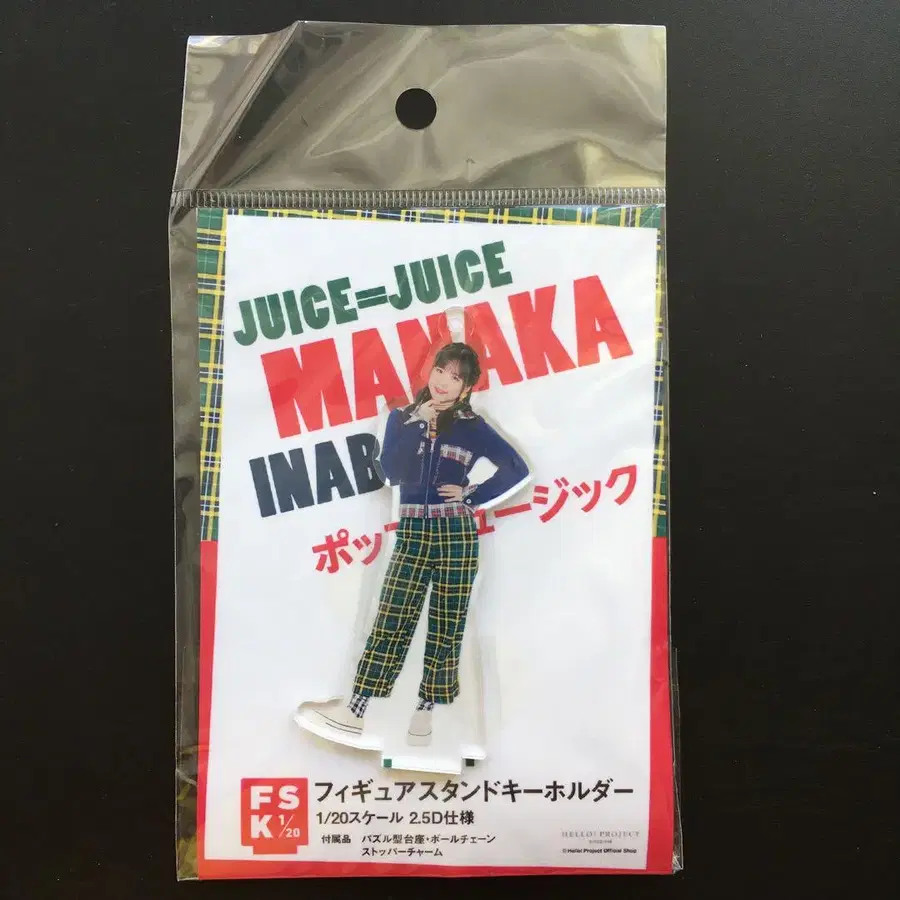 JUICE=JUICE
MANAKA
INAB
ポッ ュージック
FSK 1/20
フィギュアスタンドキーホルダー
1/20スケール 2.5D仕様
付属品 パズル型台座・ボールチェーン
ストッパーチャーム
HELLO! PROJECT
©Hello! Project Official Shop